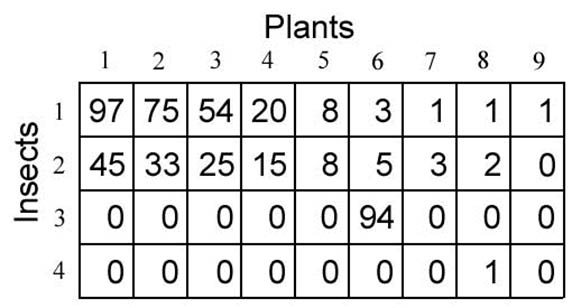 Plants
1 2 3 4 5 6 7 8 9
Insects
1 97 75 54 20 8 3 1 1 1
2 45 33 25 15 8 5 3 2 0
3 0 0 0 0 0 94 0 0 0
4 0 0 0 0 0 0 0 1 0